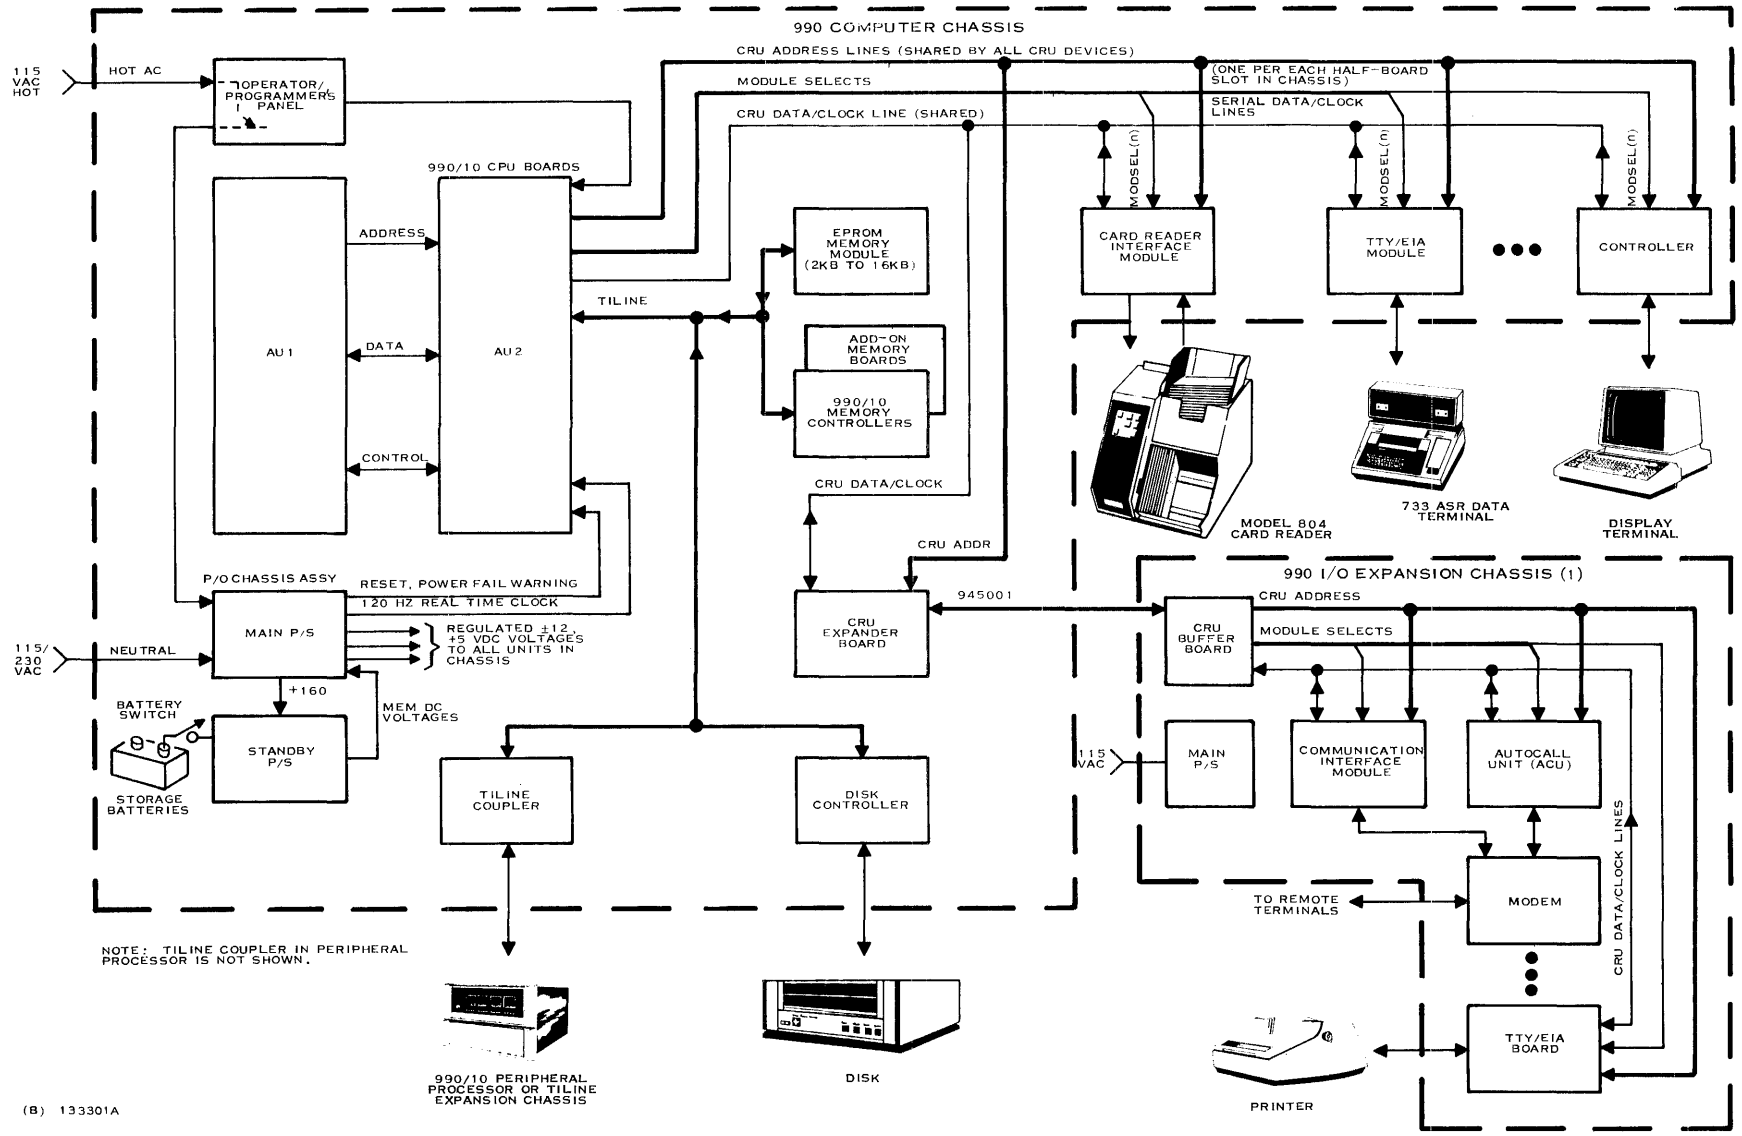 990 COMPUTER CHASSIS
CRU ADDRESS LINES (SHARED BY ALL CRU DEVICES)
115
VAC
HOT
HOT AC
OPERATOR/
PROGRAMMERS
PANEL
MODULE SELECTS
(ONE PER EACH HALF-BOARD
SLOT IN CHASSIS)
SERIAL DATA/CLOCK
LINES
CRU DATA/CLOCK LINE (SHARED)
990/10 CPU BOARDS
MODSEL(n)
MODSEL(n)
MODSEL(n)
AU1
ADDRESS
DATA
CONTROL
AU2
TILINE
EPROM
MEMORY
MODULE
(2KB TO 16KB)
ADD-ON
MEMORY
BOARDS
990/10
MEMORY
CONTROLLERS
CARD READER
INTERFACE
MODULE
TTY/EIA
MODULE
CONTROLLER
MODEL 804
CARD READER
733 ASR DATA
TERMINAL
DISPLAY
TERMINAL
CRU DATA/CLOCK
CRU ADDR
P/O CHASSIS ASSY
RESET, POWER FAIL WARNING
120 HZ REAL TIME CLOCK
MAIN P/S
REGULATED ±12,
+5 VDC VOLTAGES
TO ALL UNITS IN
CHASSIS
115/
230
VAC
NEUTRAL
+160
MEM DC
VOLTAGES
BATTERY
SWITCH
STANDBY
P/S
STORAGE
BATTERIES
CRU
EXPANDER
BOARD
945001
TILINE
COUPLER
DISK
CONTROLLER
990 I/O EXPANSION CHASSIS (1)
CRU ADDRESS
CRU
BUFFER
BOARD
MODULE SELECTS
115
VAC
MAIN
P/S
COMMUNICATION
INTERFACE
MODULE
AUTOCALL
UNIT (ACU)
CRU DATA/CLOCK LINES
MODEM
TO REMOTE
TERMINALS
TTY/EIA
BOARD
PRINTER
NOTE: TILINE COUPLER IN PERIPHERAL
PROCESSOR IS NOT SHOWN.
990/10 PERIPHERAL
PROCESSOR OR TILINE
EXPANSION CHASSIS
DISK
(B) 133301A